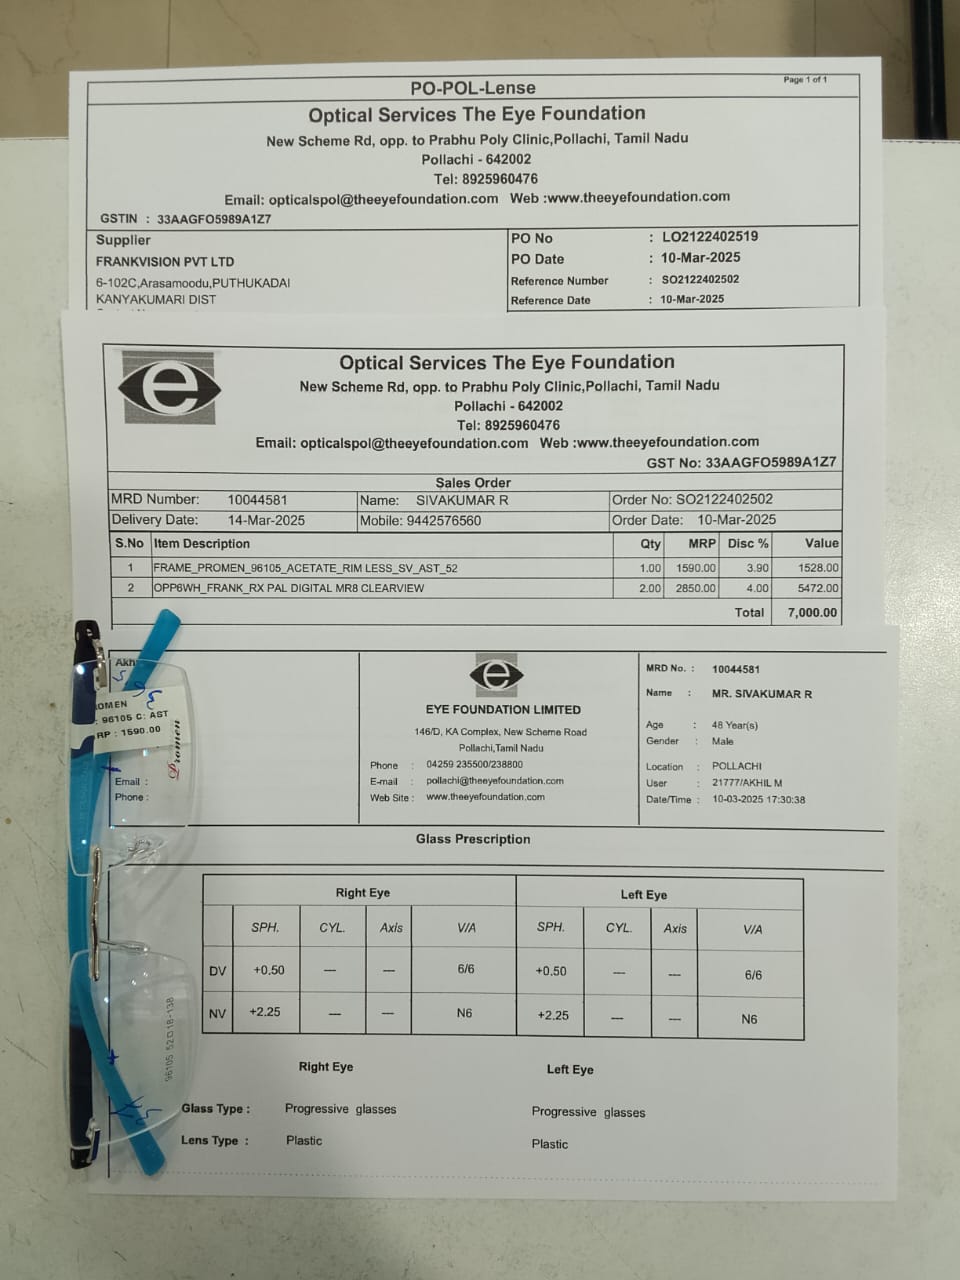 Page 1 of 1
PO-POL-Lense
Optical Services The Eye Foundation
New Scheme Rd, opp. to Prabhu Poly Clinic,Pollachi, Tamil Nadu
Pollachi - 642002
Tel: 8925960476
Email: opticalspol@theeyefoundation.com Web :www.theeyefoundation.com
GSTIN : 33AAGFO5989A1Z7
Supplier
FRANKVISION PVT LTD
6-102C,Arasamoodu,PUTHUKADAI
KANYAKUMARI DIST
PO No : LO2122402519
PO Date : 10-Mar-2025
Reference Number : SO2122402502
Reference Date : 10-Mar-2025
e
Optical Services The Eye Foundation
New Scheme Rd, opp. to Prabhu Poly Clinic,Pollachi, Tamil Nadu
Pollachi - 642002
Tel: 8925960476
Email: opticalspol@theeyefoundation.com Web :www.theeyefoundation.com
GST No: 33AAGFO5989A1Z7
Sales Order
MRD Number: 10044581 Name: SIVAKUMAR R Order No: SO2122402502
Delivery Date: 14-Mar-2025 Mobile: 9442576560 Order Date: 10-Mar-2025
S.No Item Description Qty MRP Disc % Value
1 FRAME_PROMEN_96105_ACETATE_RIM LESS_SV_AST_52 1.00 1590.00 3.90 1528.00
2 OPP6WH_FRANK_RX PAL DIGITAL MR8 CLEARVIEW 2.00 2850.00 4.00 5472.00
Total 7,000.00
Akh
OMEN
: 96105 C: AST
RP : 1590.00
Promen
Email :
Phone :
96105 52□18-138
e
EYE FOUNDATION LIMITED
146/D, KA Complex, New Scheme Road
Pollachi,Tamil Nadu
Phone : 04259 235500/238800
E-mail : pollachi@theeyefoundation.com
Web Site : www.theeyefoundation.com
MRD No. : 10044581
Name : MR. SIVAKUMAR R
Age : 48 Year(s)
Gender : Male
Location : POLLACHI
User : 21777/AKHIL M
Date/Time : 10-03-2025 17:30:38
Glass Prescription
Right Eye Left Eye
SPH. CYL. Axis V/A SPH. CYL. Axis V/A
DV +0.50 --- --- 6/6 +0.50 --- --- 6/6
NV +2.25 --- --- N6 +2.25 --- --- N6
Right Eye Left Eye
Glass Type : Progressive glasses Progressive glasses
Lens Type : Plastic Plastic